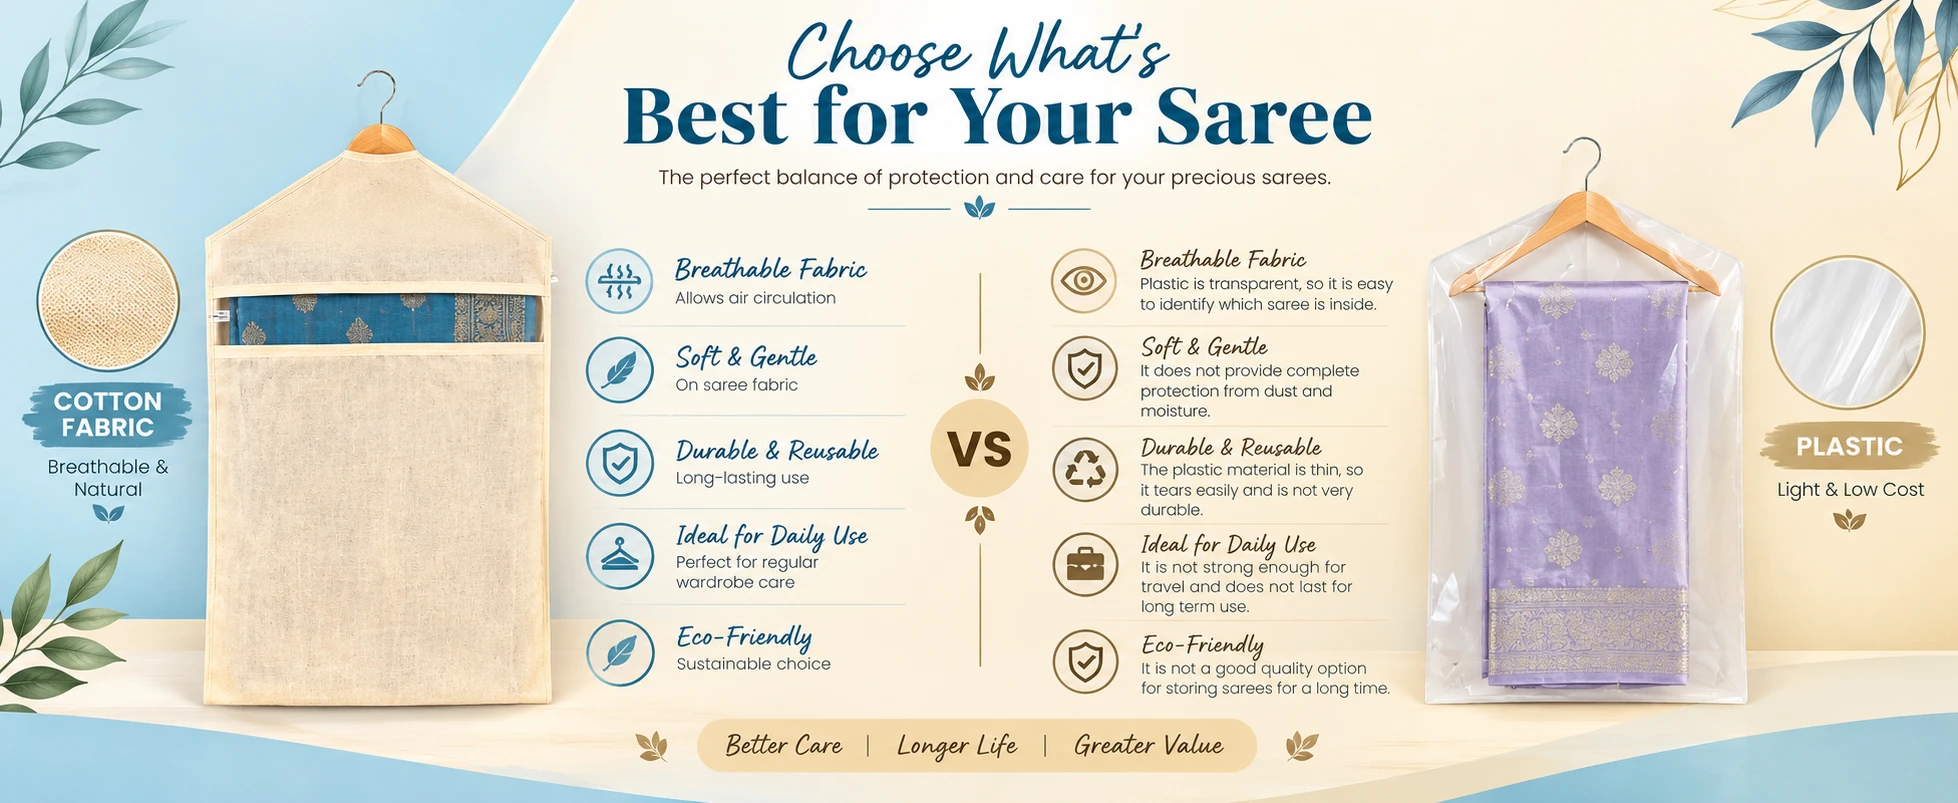 Choose What's
Best for Your Saree
The perfect balance of protection and care for your precious sarees.
COTTON
FABRIC
Breathable &
Natural
Breathable Fabric
Allows air circulation
Soft & Gentle
On saree fabric
Durable & Reusable
Long-lasting use
Ideal for Daily Use
Perfect for regular
wardrobe care
Eco-Friendly
Sustainable choice
VS
Breathable Fabric
Plastic is transparent, so it is easy
to identify which saree is inside.
Soft & Gentle
It does not provide complete
protection from dust and
moisture.
Durable & Reusable
The plastic material is thin, so
it tears easily and is not very
durable.
Ideal for Daily Use
It is not strong enough for
travel and does not last for
long term use.
Eco-Friendly
It is not a good quality option
for storing sarees for a long time.
PLASTIC
Light & Low Cost
Better Care | Longer Life | Greater Value